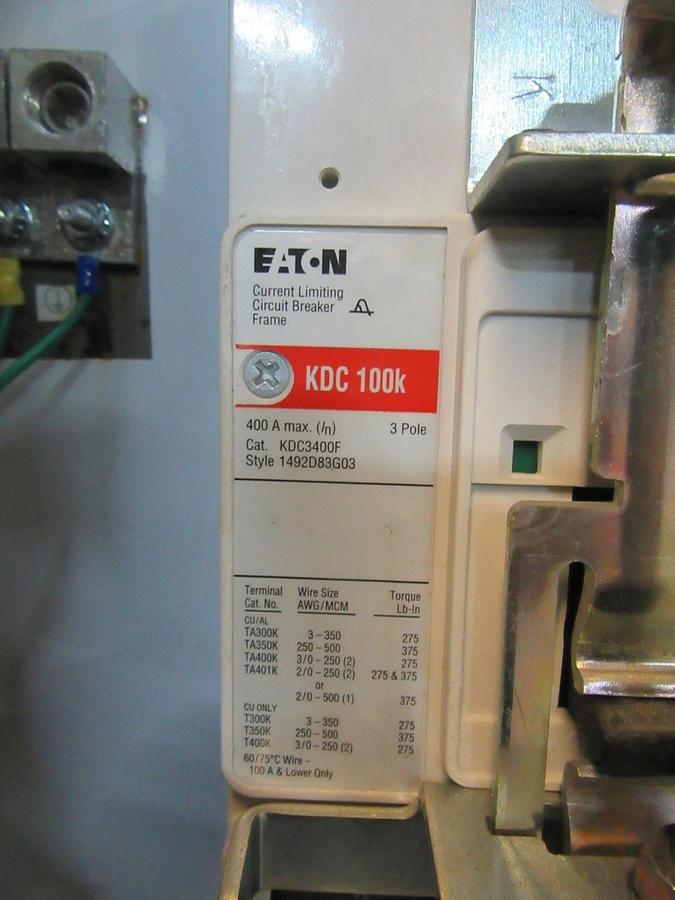 K
EATON
Current Limiting
Circuit Breaker
Frame
KDC 100k
400 A max. (In) 3 Pole
Cat. KDC3400F
Style 1492D83G03
Terminal Wire Size Torque
Cat. No. AWG/MCM Lb-In
CU/AL
TA300K 3-350 275
TA350K 250-500 375
TA400K 3/0-250 (2) 275
TA401K 2/0-250 (2) 275 & 375
or
2/0-500 (1) 375
CU ONLY
T300K 3-350 275
T350K 250-500 375
T400K 3/0-250 (2) 275
60/75°C Wire –
100 A & Lower Only